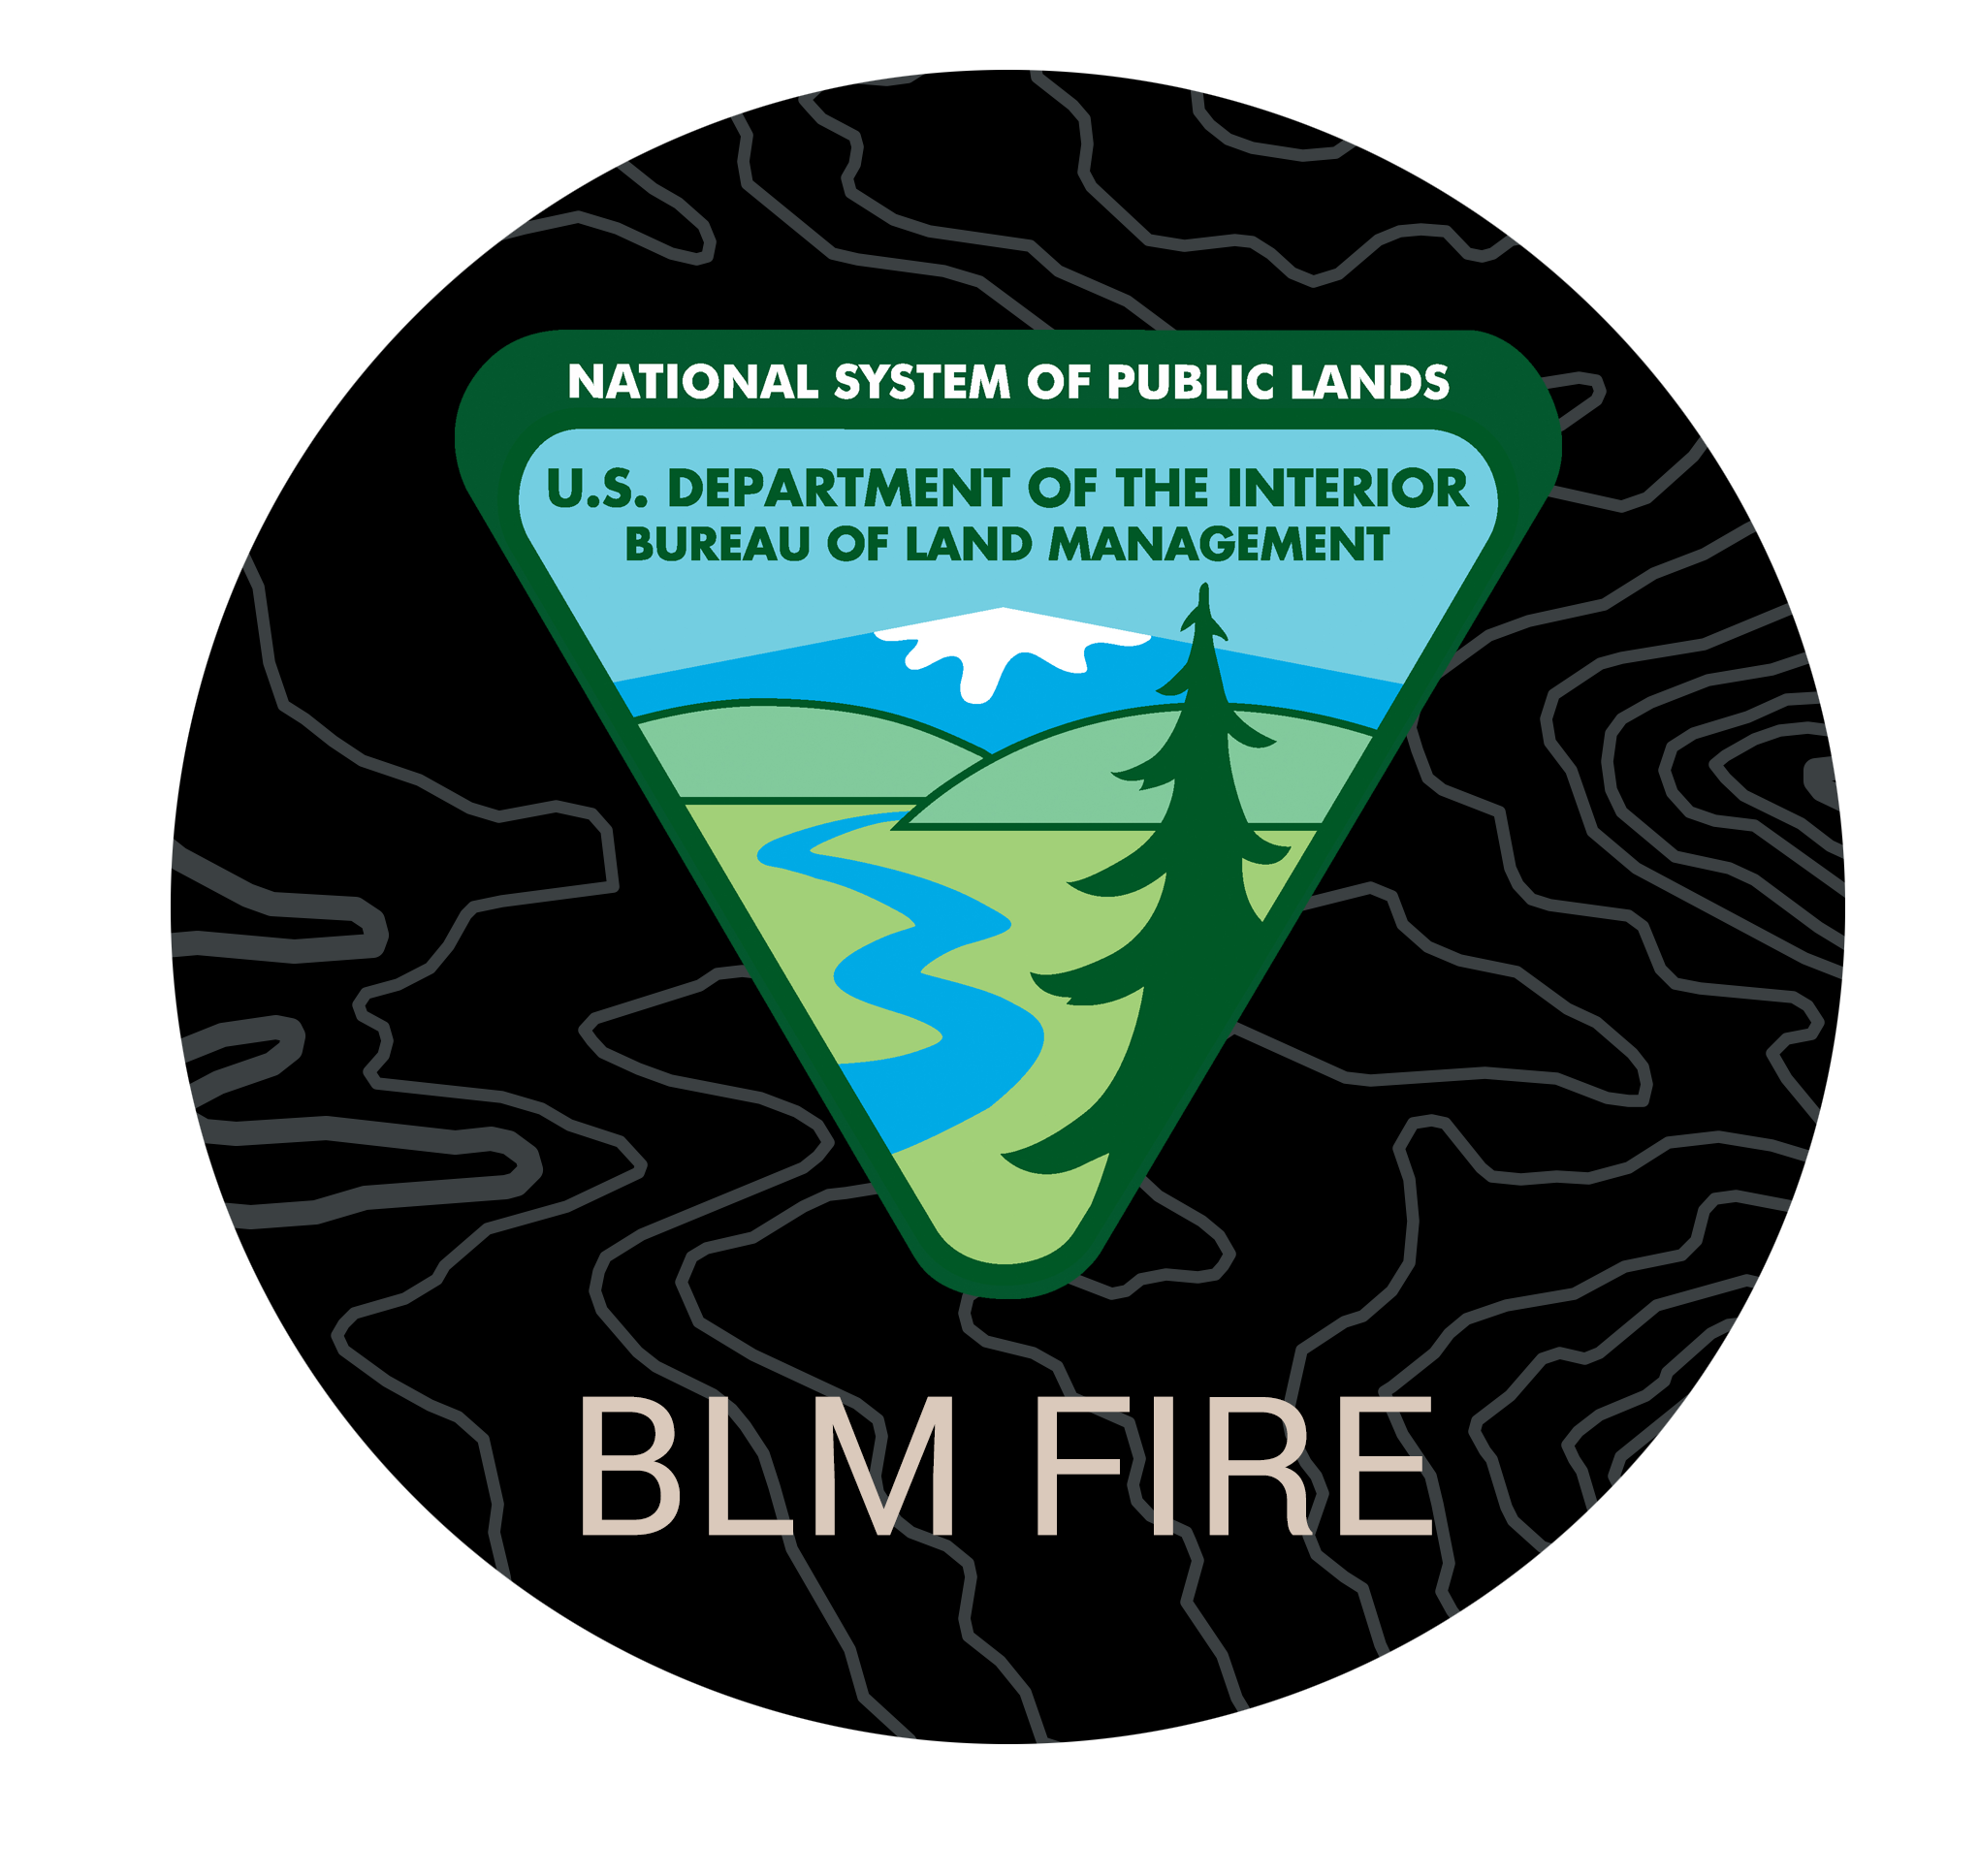 NATIONAL SYSTEM OF PUBLIC LANDS
U.S. DEPARTMENT OF THE INTERIOR
BUREAU OF LAND MANAGEMENT
BLM FIRE